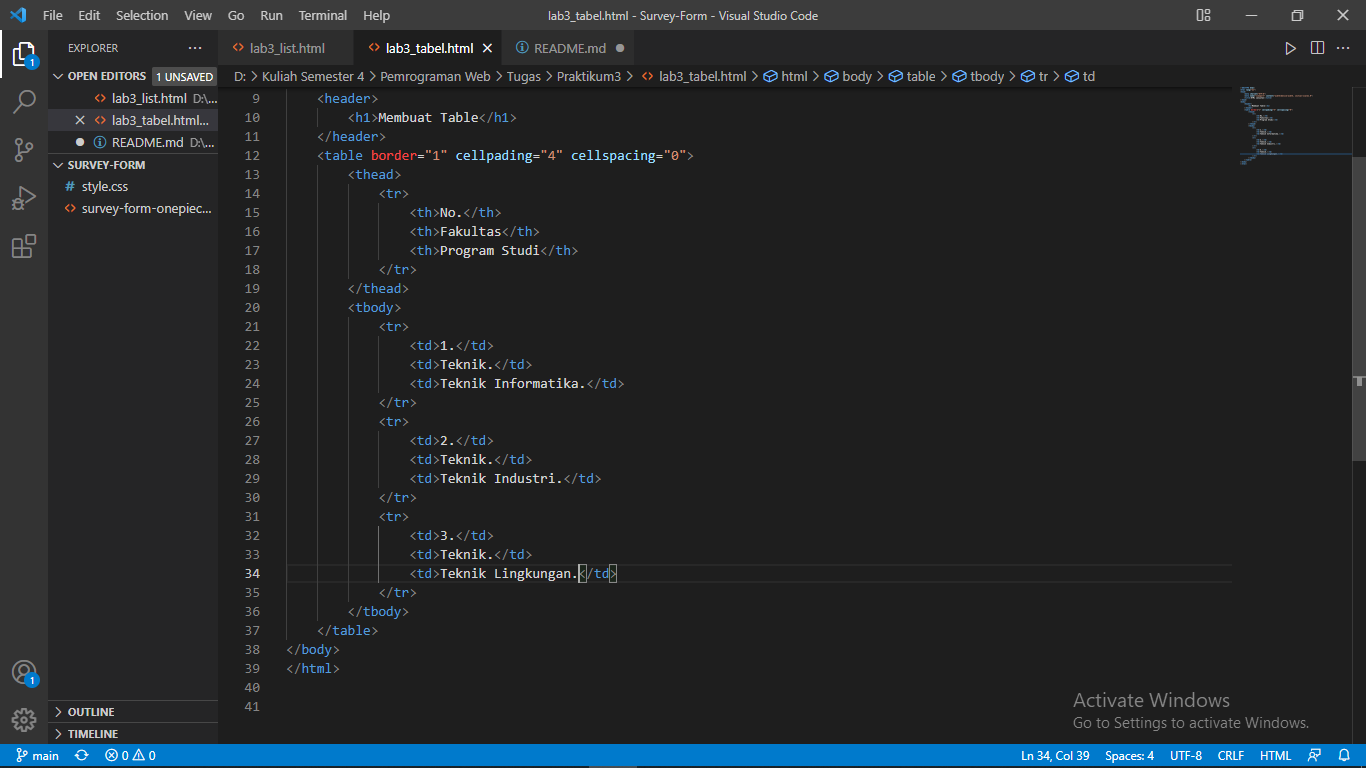 File Edit Selection View Go Run Terminal Help lab3_tabel.html - Survey-Form - Visual Studio Code
EXPLORER ···
lab3_list.html lab3_tabel.html README.md
OPEN EDITORS 1 UNSAVED
D: > Kuliah Semester 4 > Pemrograman Web > Tugas > Praktikum3 > lab3_tabel.html > html > body > table > tbody > tr > td
lab3_list.html D:\...
lab3_tabel.html...
README.md D:\...
SURVEY-FORM
# style.css
survey-form-onepiec...
9 <header>
10 <h1>Membuat Table</h1>
11 </header>
12 <table border="1" cellpading="4" cellspacing="0">
13 <thead>
14 <tr>
15 <th>No.</th>
16 <th>Fakultas</th>
17 <th>Program Studi</th>
18 </tr>
19 </thead>
20 <tbody>
21 <tr>
22 <td>1.</td>
23 <td>Teknik.</td>
24 <td>Teknik Informatika.</td>
25 </tr>
26 <tr>
27 <td>2.</td>
28 <td>Teknik.</td>
29 <td>Teknik Industri.</td>
30 </tr>
31 <tr>
32 <td>3.</td>
33 <td>Teknik.</td>
34 <td>Teknik Lingkungan.</td>
35 </tr>
36 </tbody>
37 </table>
38 </body>
39 </html>
40
41
1
1
OUTLINE
TIMELINE
Activate Windows
Go to Settings to activate Windows.
main 0 0 Ln 34, Col 39 Spaces: 4 UTF-8 CRLF HTML